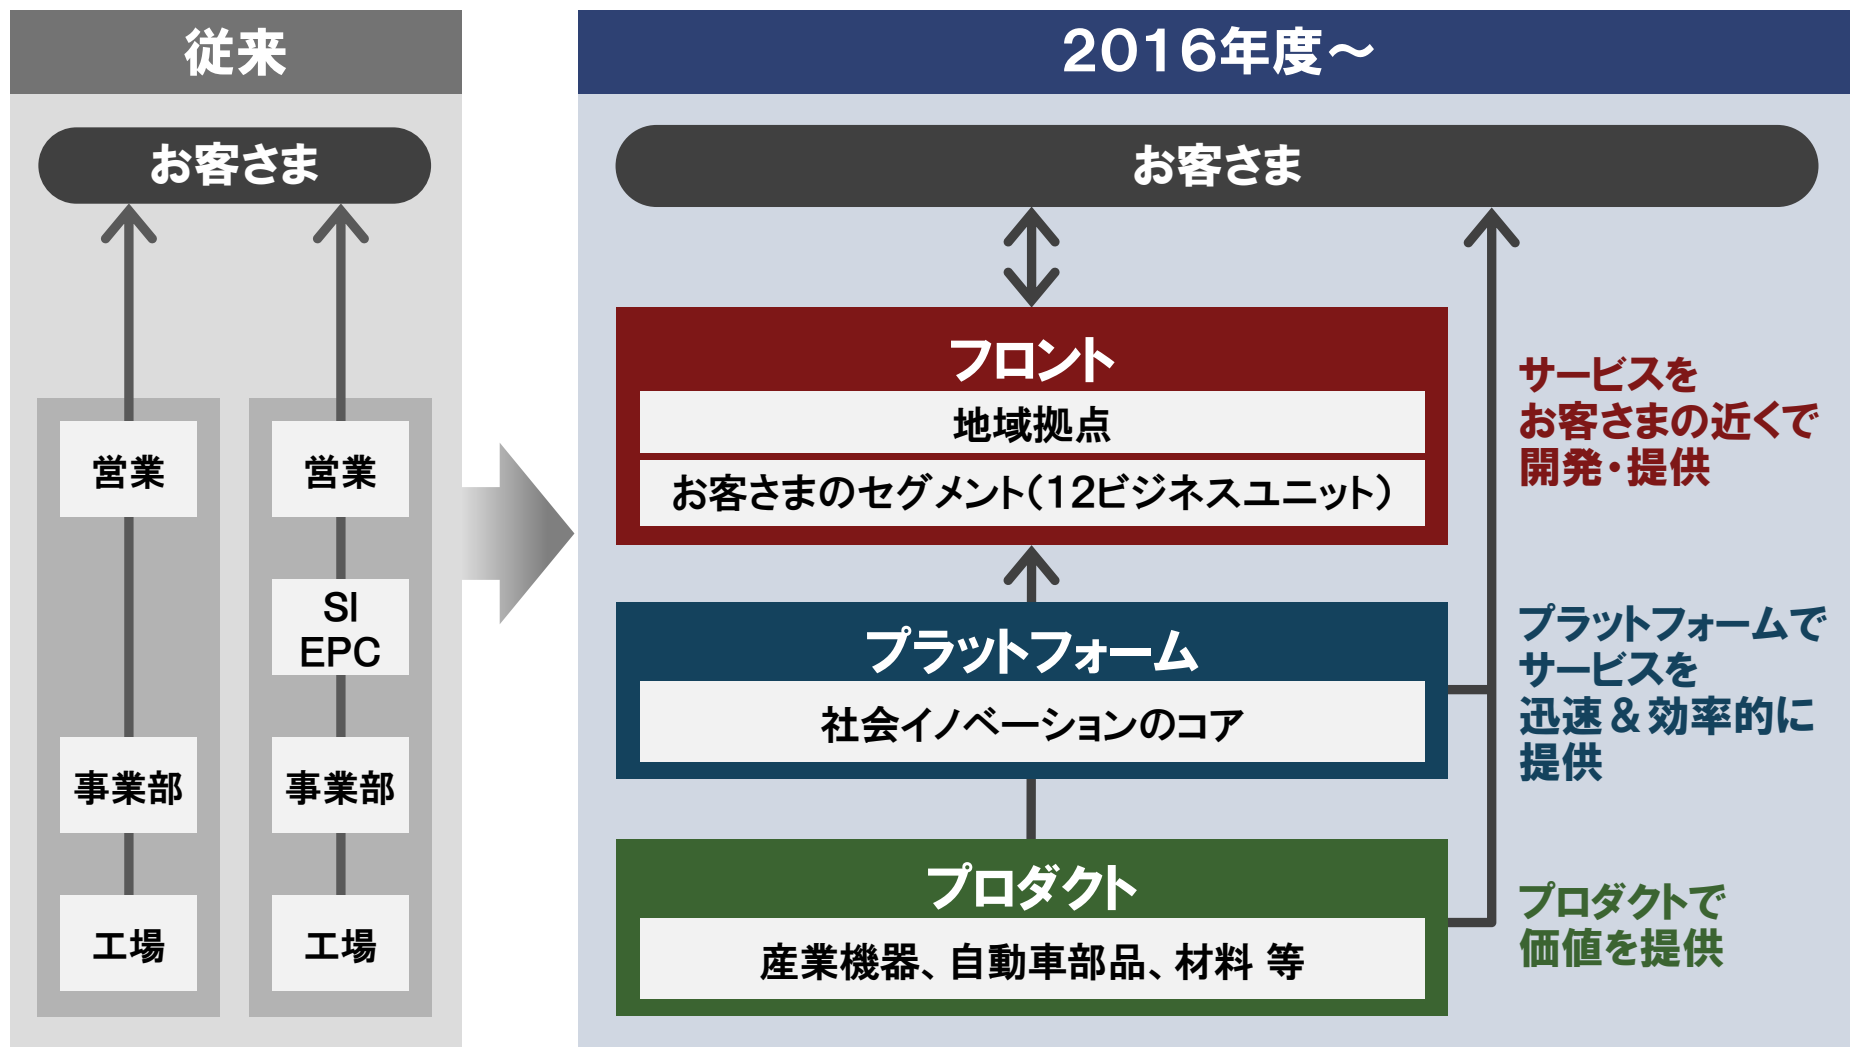 従来
お客さま
営業
事業部
工場
営業
SI
EPC
事業部
工場
2016年度～
お客さま
フロント
地域拠点
お客さまのセグメント（12ビジネスユニット）
プラットフォーム
社会イノベーションのコア
プロダクト
産業機器、自動車部品、材料 等
サービスを
お客さまの近くで
開発・提供
プラットフォームで
サービスを
迅速 & 効率的に
提供
プロダクトで
価値を提供